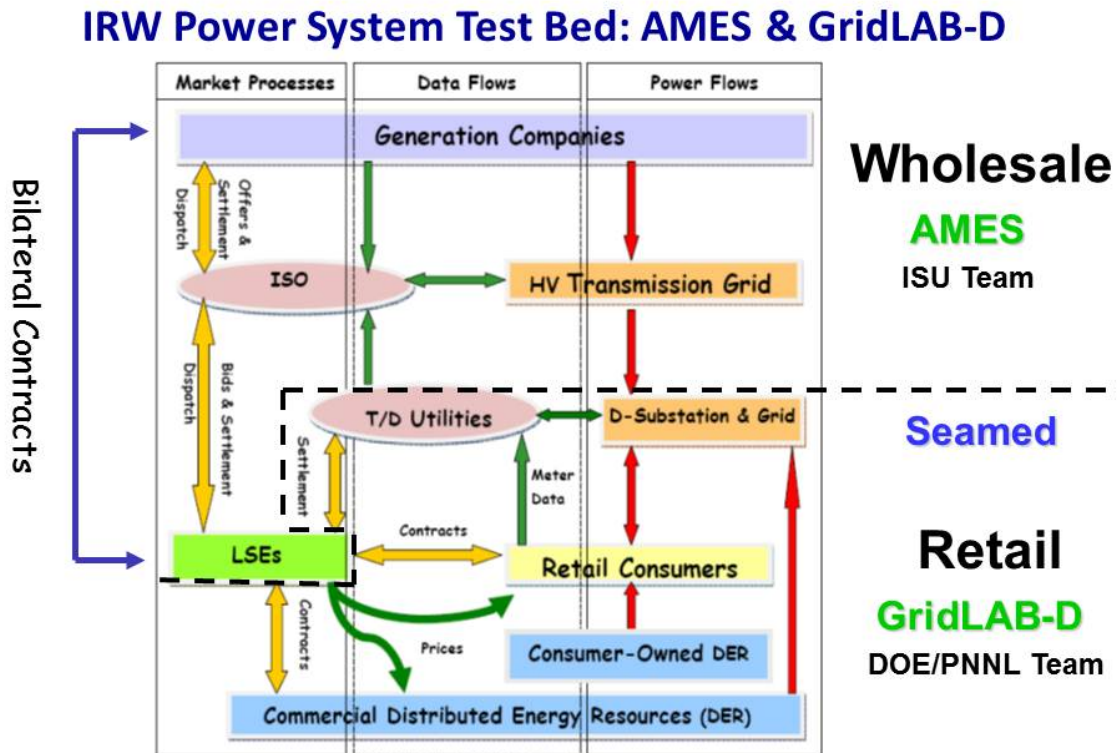 IRW Power System Test Bed: AMES & GridLAB-D
Market Processes
Data Flows
Power Flows
Generation Companies
Bilateral Contracts
Offers &
Settlement
Dispatch
ISO
HV Transmission Grid
Wholesale
AMES
ISU Team
Bids & Settlement
Dispatch
T/D Utilities
D-Substation & Grid
Seamed
Settlement
Meter
Data
Contracts
LSEs
Retail Consumers
Retail
GridLAB-D
DOE/PNNL Team
Contracts
Prices
Consumer-Owned DER
Commercial Distributed Energy Resources (DER)